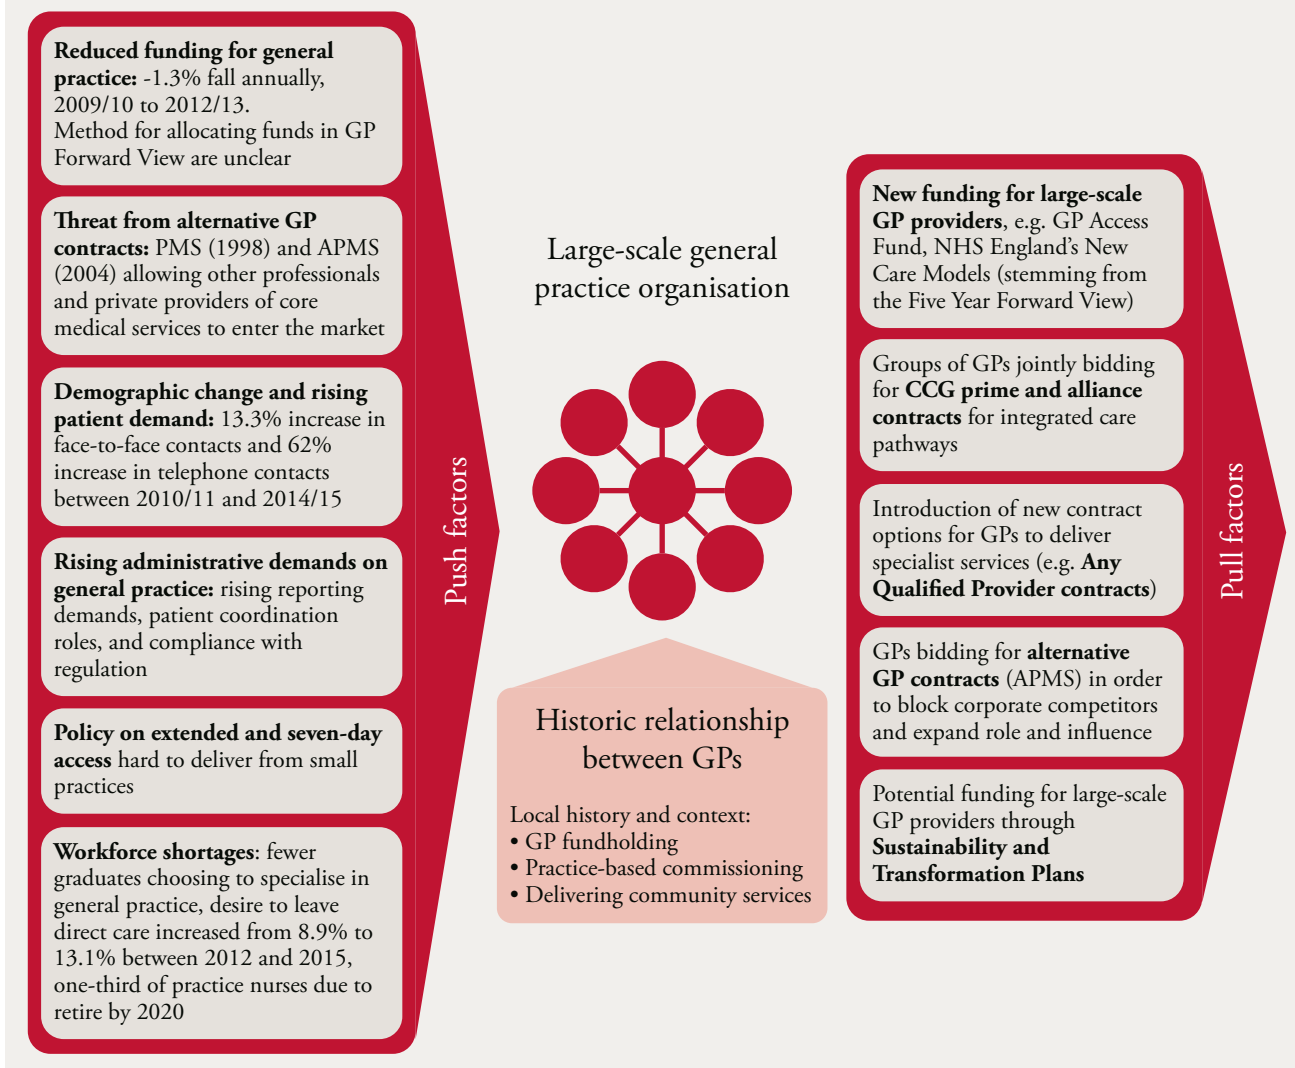 Reduced funding for general
practice: -1.3% fall annually,
2009/10 to 2012/13.
Method for allocating funds in GP
Forward View are unclear
Threat from alternative GP
contracts: PMS (1998) and APMS
(2004) allowing other professionals
and private providers of core
medical services to enter the market
Demographic change and rising
patient demand: 13.3% increase in
face-to-face contacts and 62%
increase in telephone contacts
between 2010/11 and 2014/15
Rising administrative demands on
general practice: rising reporting
demands, patient coordination
roles, and compliance with
regulation
Policy on extended and seven-day
access hard to deliver from small
practices
Workforce shortages: fewer
graduates choosing to specialise in
general practice, desire to leave
direct care increased from 8.9% to
13.1% between 2012 and 2015,
one-third of practice nurses due to
retire by 2020
Push factors
Large-scale general
practice organisation
Historic relationship
between GPs
Local history and context:
• GP fundholding
• Practice-based commissioning
• Delivering community services
New funding for large-scale
GP providers, e.g. GP Access
Fund, NHS England’s New
Care Models (stemming from
the Five Year Forward View)
Groups of GPs jointly bidding
for CCG prime and alliance
contracts for integrated care
pathways
Introduction of new contract
options for GPs to deliver
specialist services (e.g. Any
Qualified Provider contracts)
GPs bidding for alternative
GP contracts (APMS) in order
to block corporate competitors
and expand role and influence
Potential funding for large-scale
GP providers through
Sustainability and
Transformation Plans
Pull factors